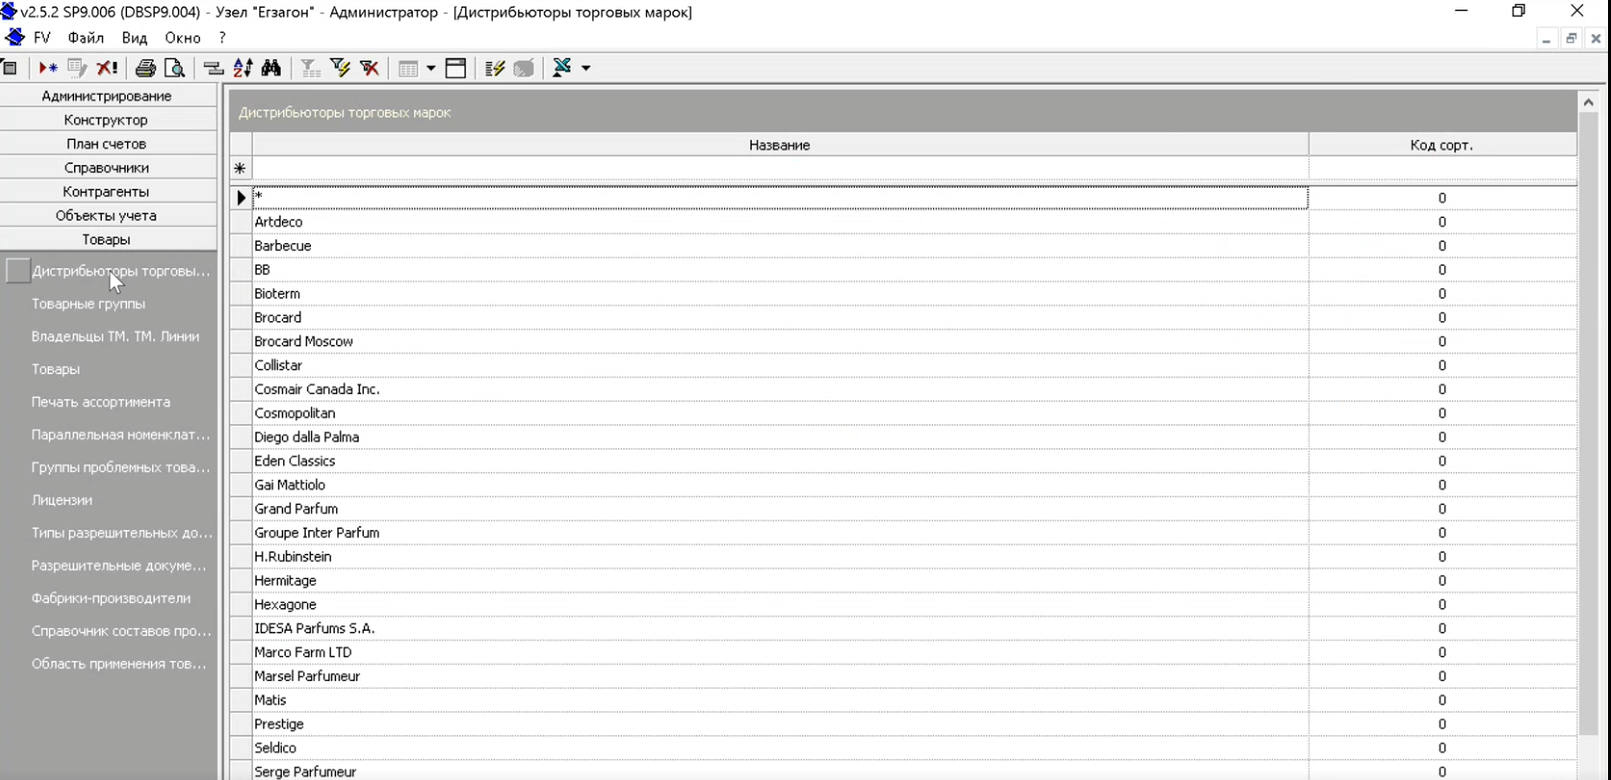 v2.5.2 SP9.006 (DBSP9.004) - Узел "Егзагон" - Администратор - [Дистрибьюторы торговых марок]
FV Файл Вид Окно ?
Администрирование
Конструктор
План счетов
Справочники
Контрагенты
Объекты учета
Товары
Дистрибьюторы торговы...
Товарные группы
Владельцы ТМ. ТМ. Линии
Товары
Печать ассортимента
Параллельная номенклат...
Группы проблемных това...
Лицензии
Типы разрешительных до...
Разрешительные докуме...
Фабрики-производители
Справочник составов про...
Область применения тов...
Дистрибьюторы торговых марок
Название Код сорт.
* 0
Artdeco 0
Barbecue 0
BB 0
Bioterm 0
Brocard 0
Brocard Moscow 0
Collistar 0
Cosmair Canada Inc. 0
Cosmopolitan 0
Diego dalla Palma 0
Eden Classics 0
Gai Mattiolo 0
Grand Parfum 0
Groupe Inter Parfum 0
H.Rubinstein 0
Hermitage 0
Hexagone 0
IDESA Parfums S.A. 0
Marco Farm LTD 0
Marsel Parfumeur 0
Matis 0
Prestige 0
Seldico 0
Serge Parfumeur 0